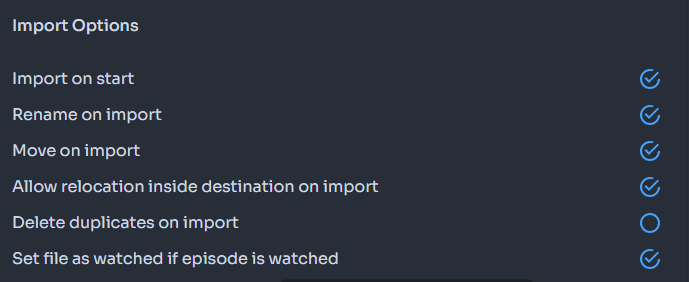 Import Options
Import on start
Rename on import
Move on import
Allow relocation inside destination on import
Delete duplicates on import
Set file as watched if episode is watched